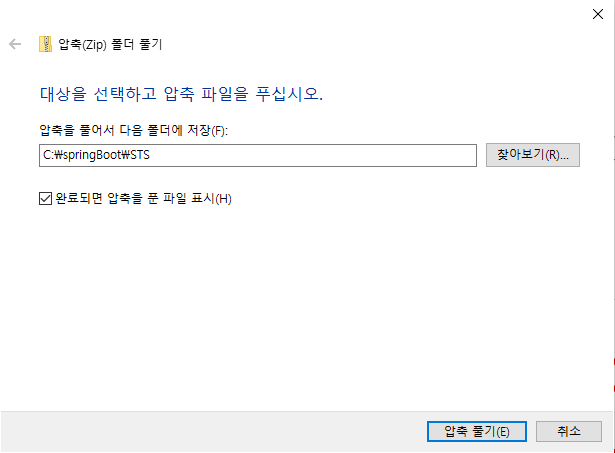 압축(Zip) 폴더 풀기
대상을 선택하고 압축 파일을 푸십시오.
압축을 풀어서 다음 폴더에 저장(F):
C:₩springBoot₩STS
찾아보기(R)...
완료되면 압축을 푼 파일 표시(H)
압축 풀기(E)
취소